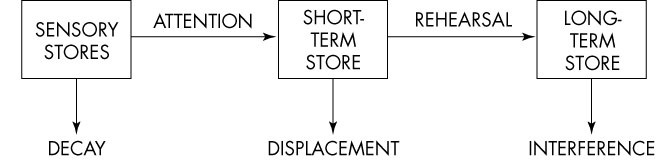 SENSORY
STORES
ATTENTION
SHORT-
TERM
STORE
REHEARSAL
LONG-
TERM
STORE
DECAY
DISPLACEMENT
INTERFERENCE